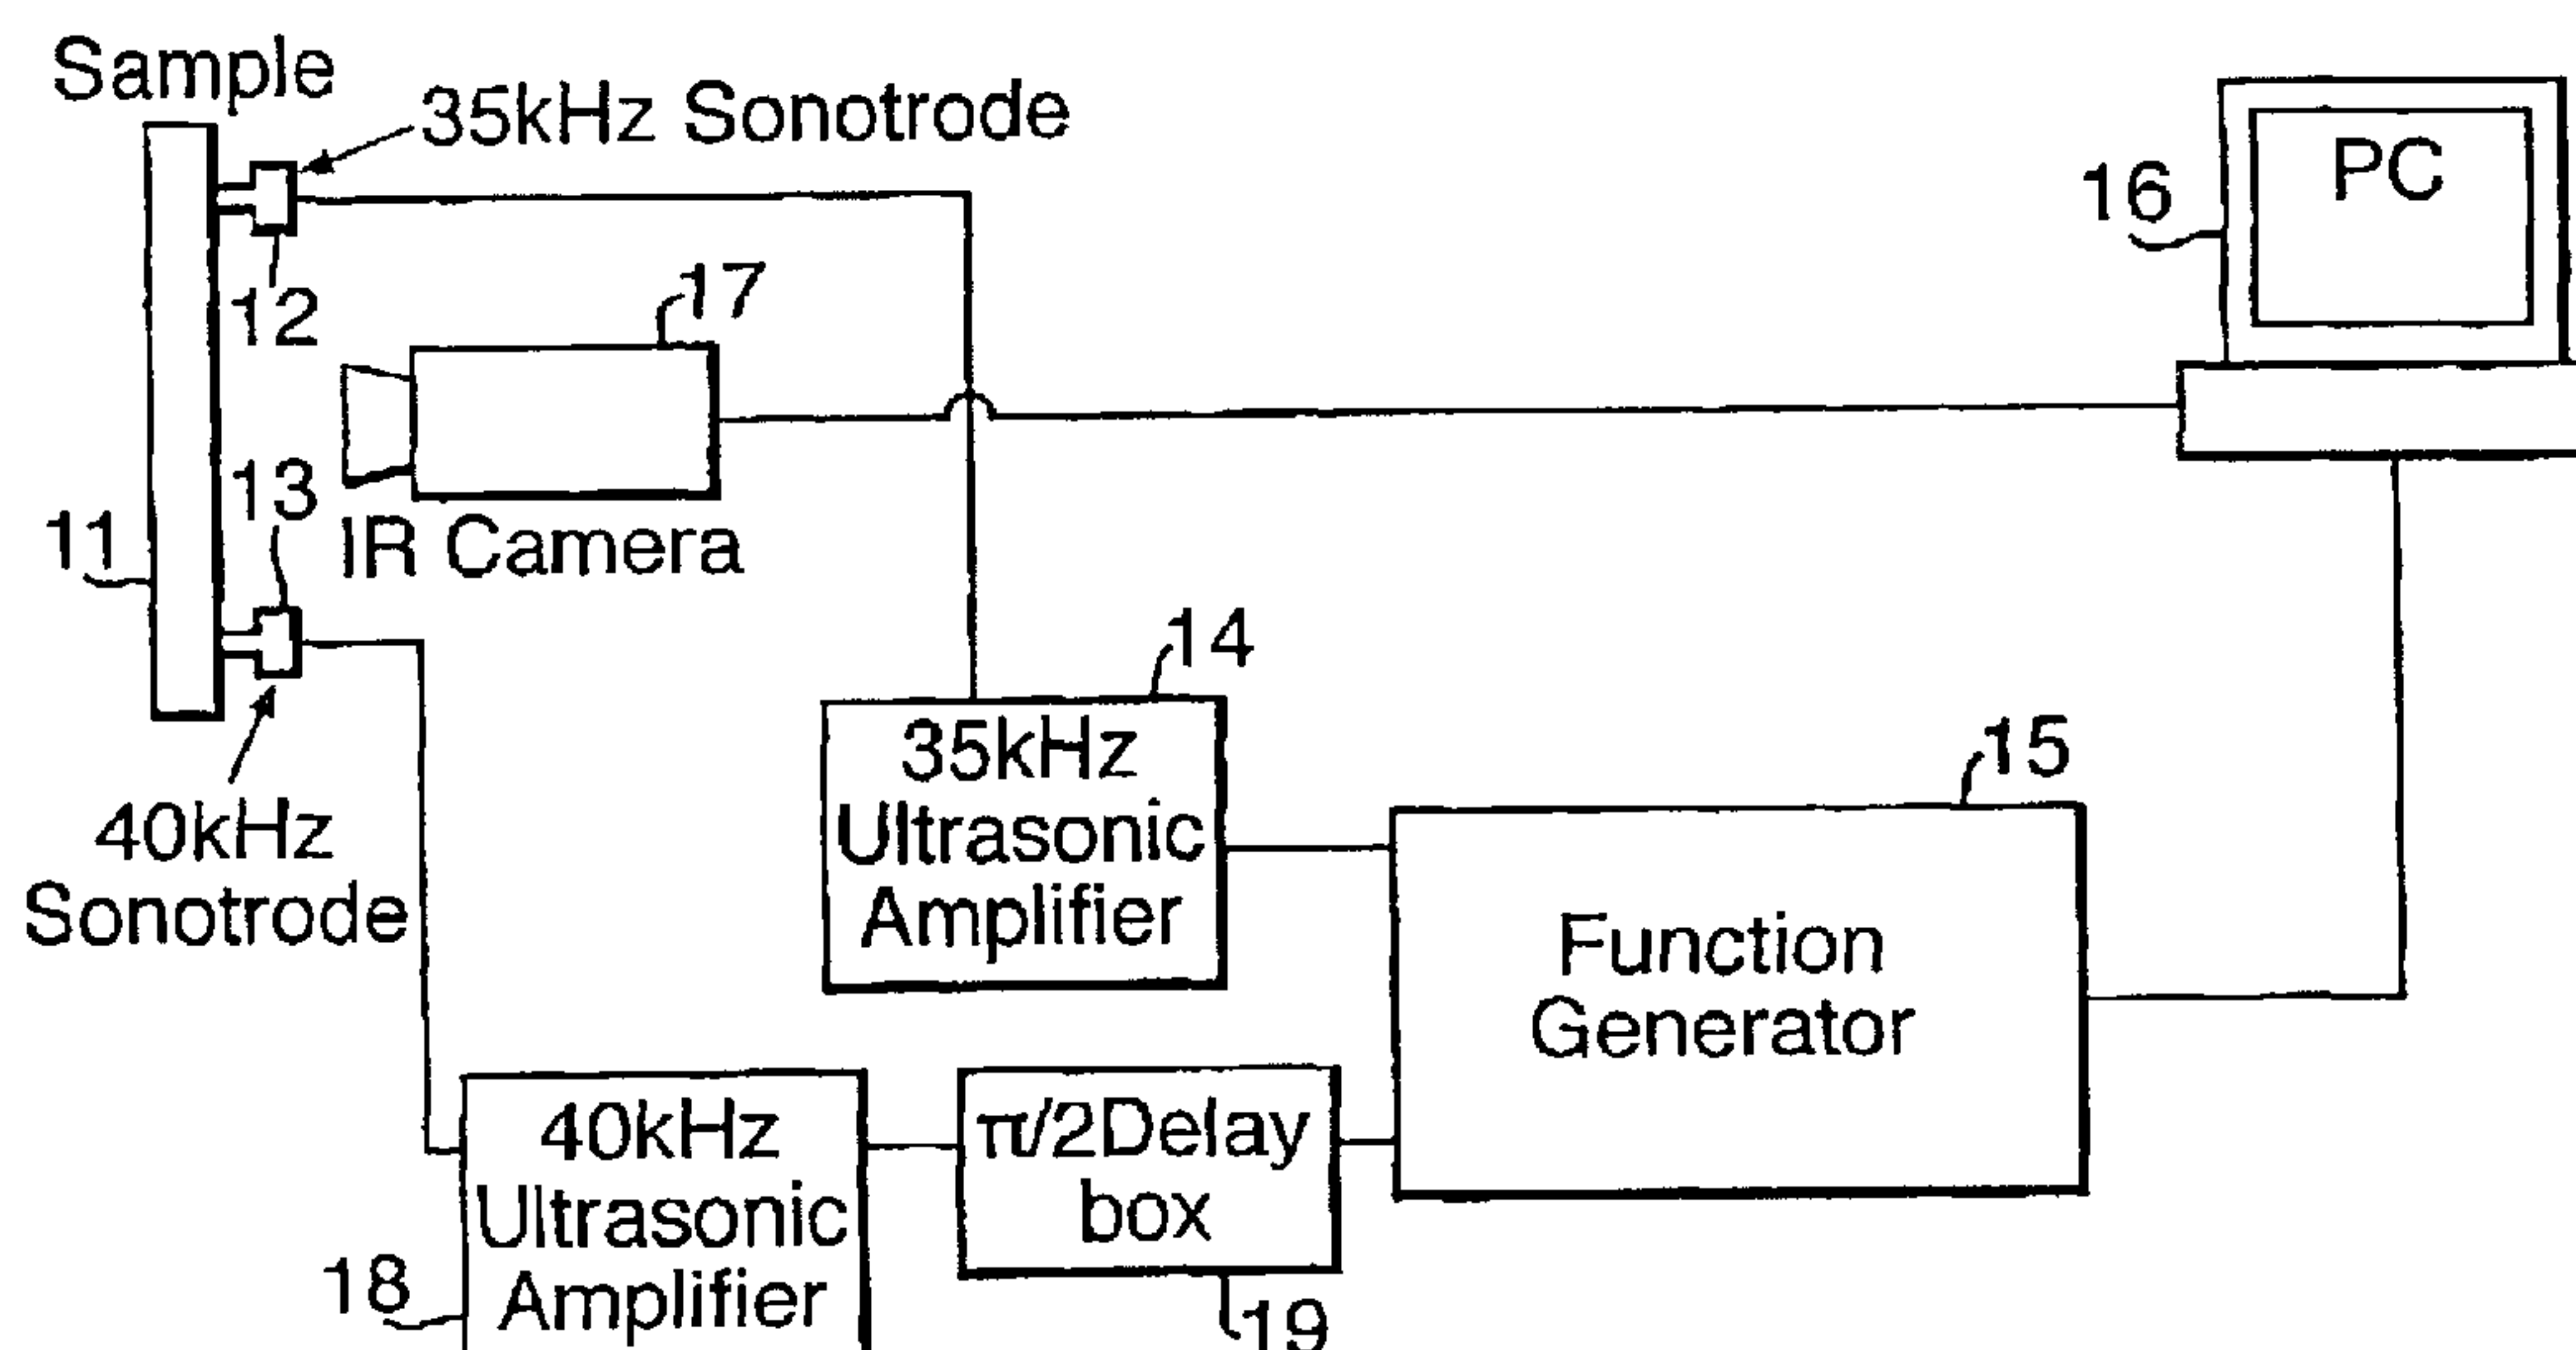 Sample
35kHz Sonotrode
PC
16
12
17
13
11
IR Camera
14
35kHz
Ultrasonic
Amplifier
15
40kHz
Sonotrode
Function
Generator
40kHz
Ultrasonic
Amplifier
π/2Delay
box
18
19